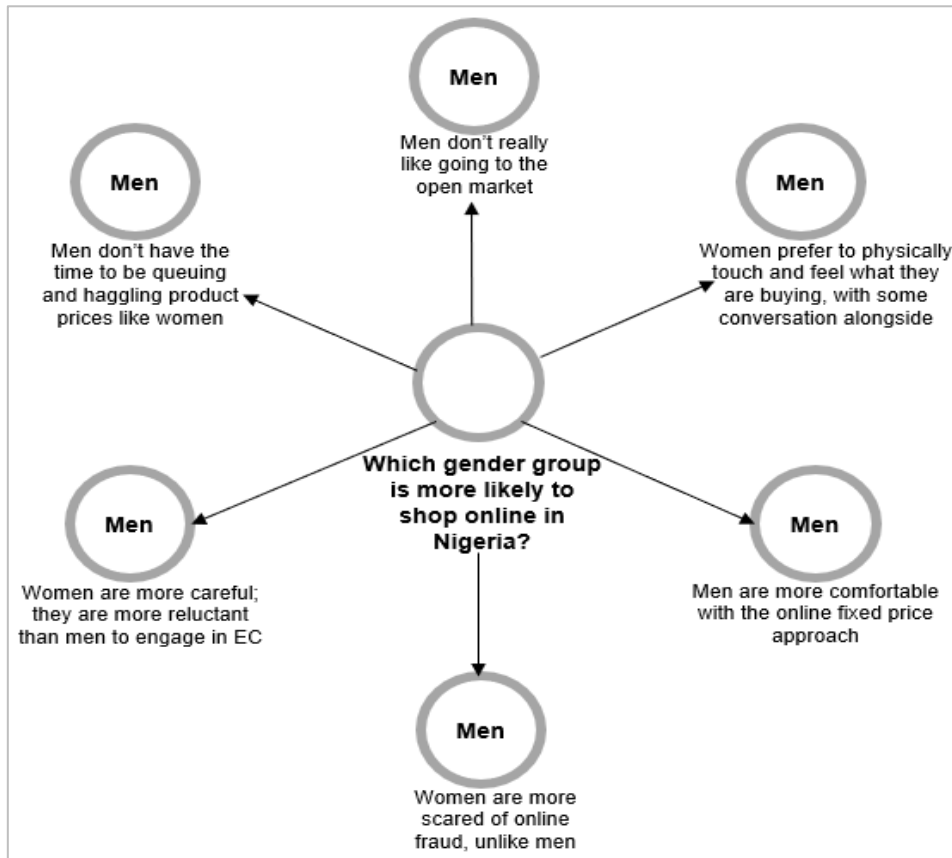 Men
Men don't really
like going to the
open market
Men
Men don't have the
time to be queuing
and haggling product
prices like women
Men
Women prefer to physically
touch and feel what they
are buying, with some
conversation alongside
Which gender group
is more likely to
shop online in
Nigeria?
Men
Women are more careful;
they are more reluctant
than men to engage in EC
Men
Men are more comfortable
with the online fixed price
approach
Men
Women are more
scared of online
fraud, unlike men